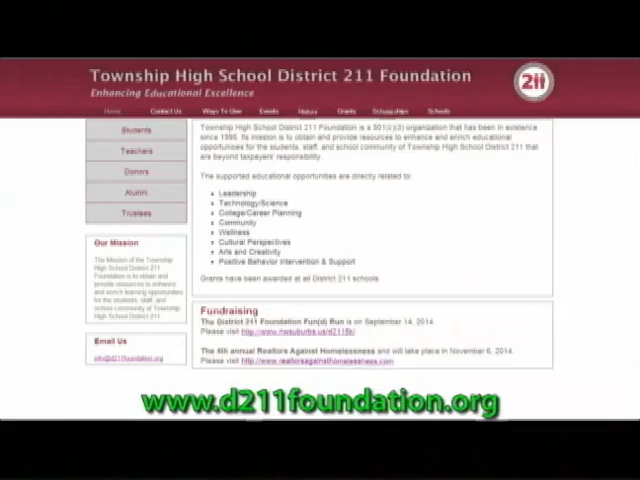 Township High School District 211 Foundation
Enhancing Educational Excellence
211
Home Contact Us Ways To Give Events History Grants Scholarships Schools
Students
Teachers
Donors
Alumni
Trustees
Our Mission
The Mission of the Township
High School District 211
Foundation is to obtain and
provide resources to enhance
and enrich learning opportunities
for the students, staff, and
school community of Township
High School District 211
Email Us
info@d211foundation.org
Township High School District 211 Foundation is a 501(c)(3) organization that has been in existence
since 1998. Its mission is to obtain and provide resources to enhance and enrich educational
opportunities for the students, staff, and school community of Township High School District 211 that
are beyond taxpayers' responsibility.
The supported educational opportunities are directly related to:
• Leadership
• Technology/Science
• College/Career Planning
• Community
• Wellness
• Cultural Perspectives
• Arts and Creativity
• Positive Behavior Intervention & Support
Grants have been awarded at all District 211 schools
Fundraising
The District 211 Foundation Fun(d) Run is on September 14, 2014.
Please visit
The 4th annual Realtors Against Homelessness and will take place in November 6, 2014.
Please visit http://www.realtorsagainsthomelessness.com
www.d211foundation.org